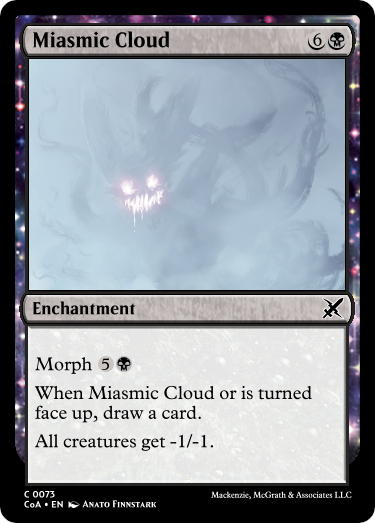 Miasmic Cloud 6
Enchantment
Morph 5
When Miasmic Cloud or is turned
face up, draw a card.
All creatures get -1/-1.
C 0073
CoA • EN Anato Finnstark
Mackenzie, McGrath & Associates LLC